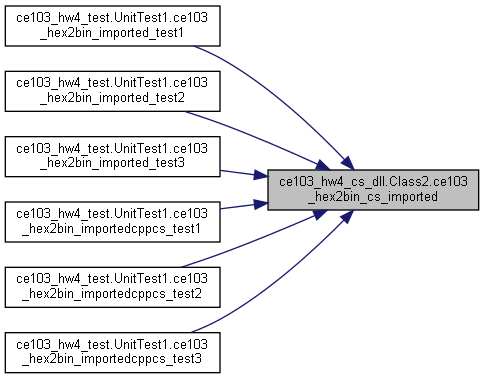 ce103_hw4_test.UnitTest1.ce103
_hex2bin_imported_test1
ce103_hw4_test.UnitTest1.ce103
_hex2bin_imported_test2
ce103_hw4_test.UnitTest1.ce103
_hex2bin_imported_test3
ce103_hw4_cs_dll.Class2.ce103
_hex2bin_cs_imported
ce103_hw4_test.UnitTest1.ce103
_hex2bin_importedcppcs_test1
ce103_hw4_test.UnitTest1.ce103
_hex2bin_importedcppcs_test2
ce103_hw4_test.UnitTest1.ce103
_hex2bin_importedcppcs_test3